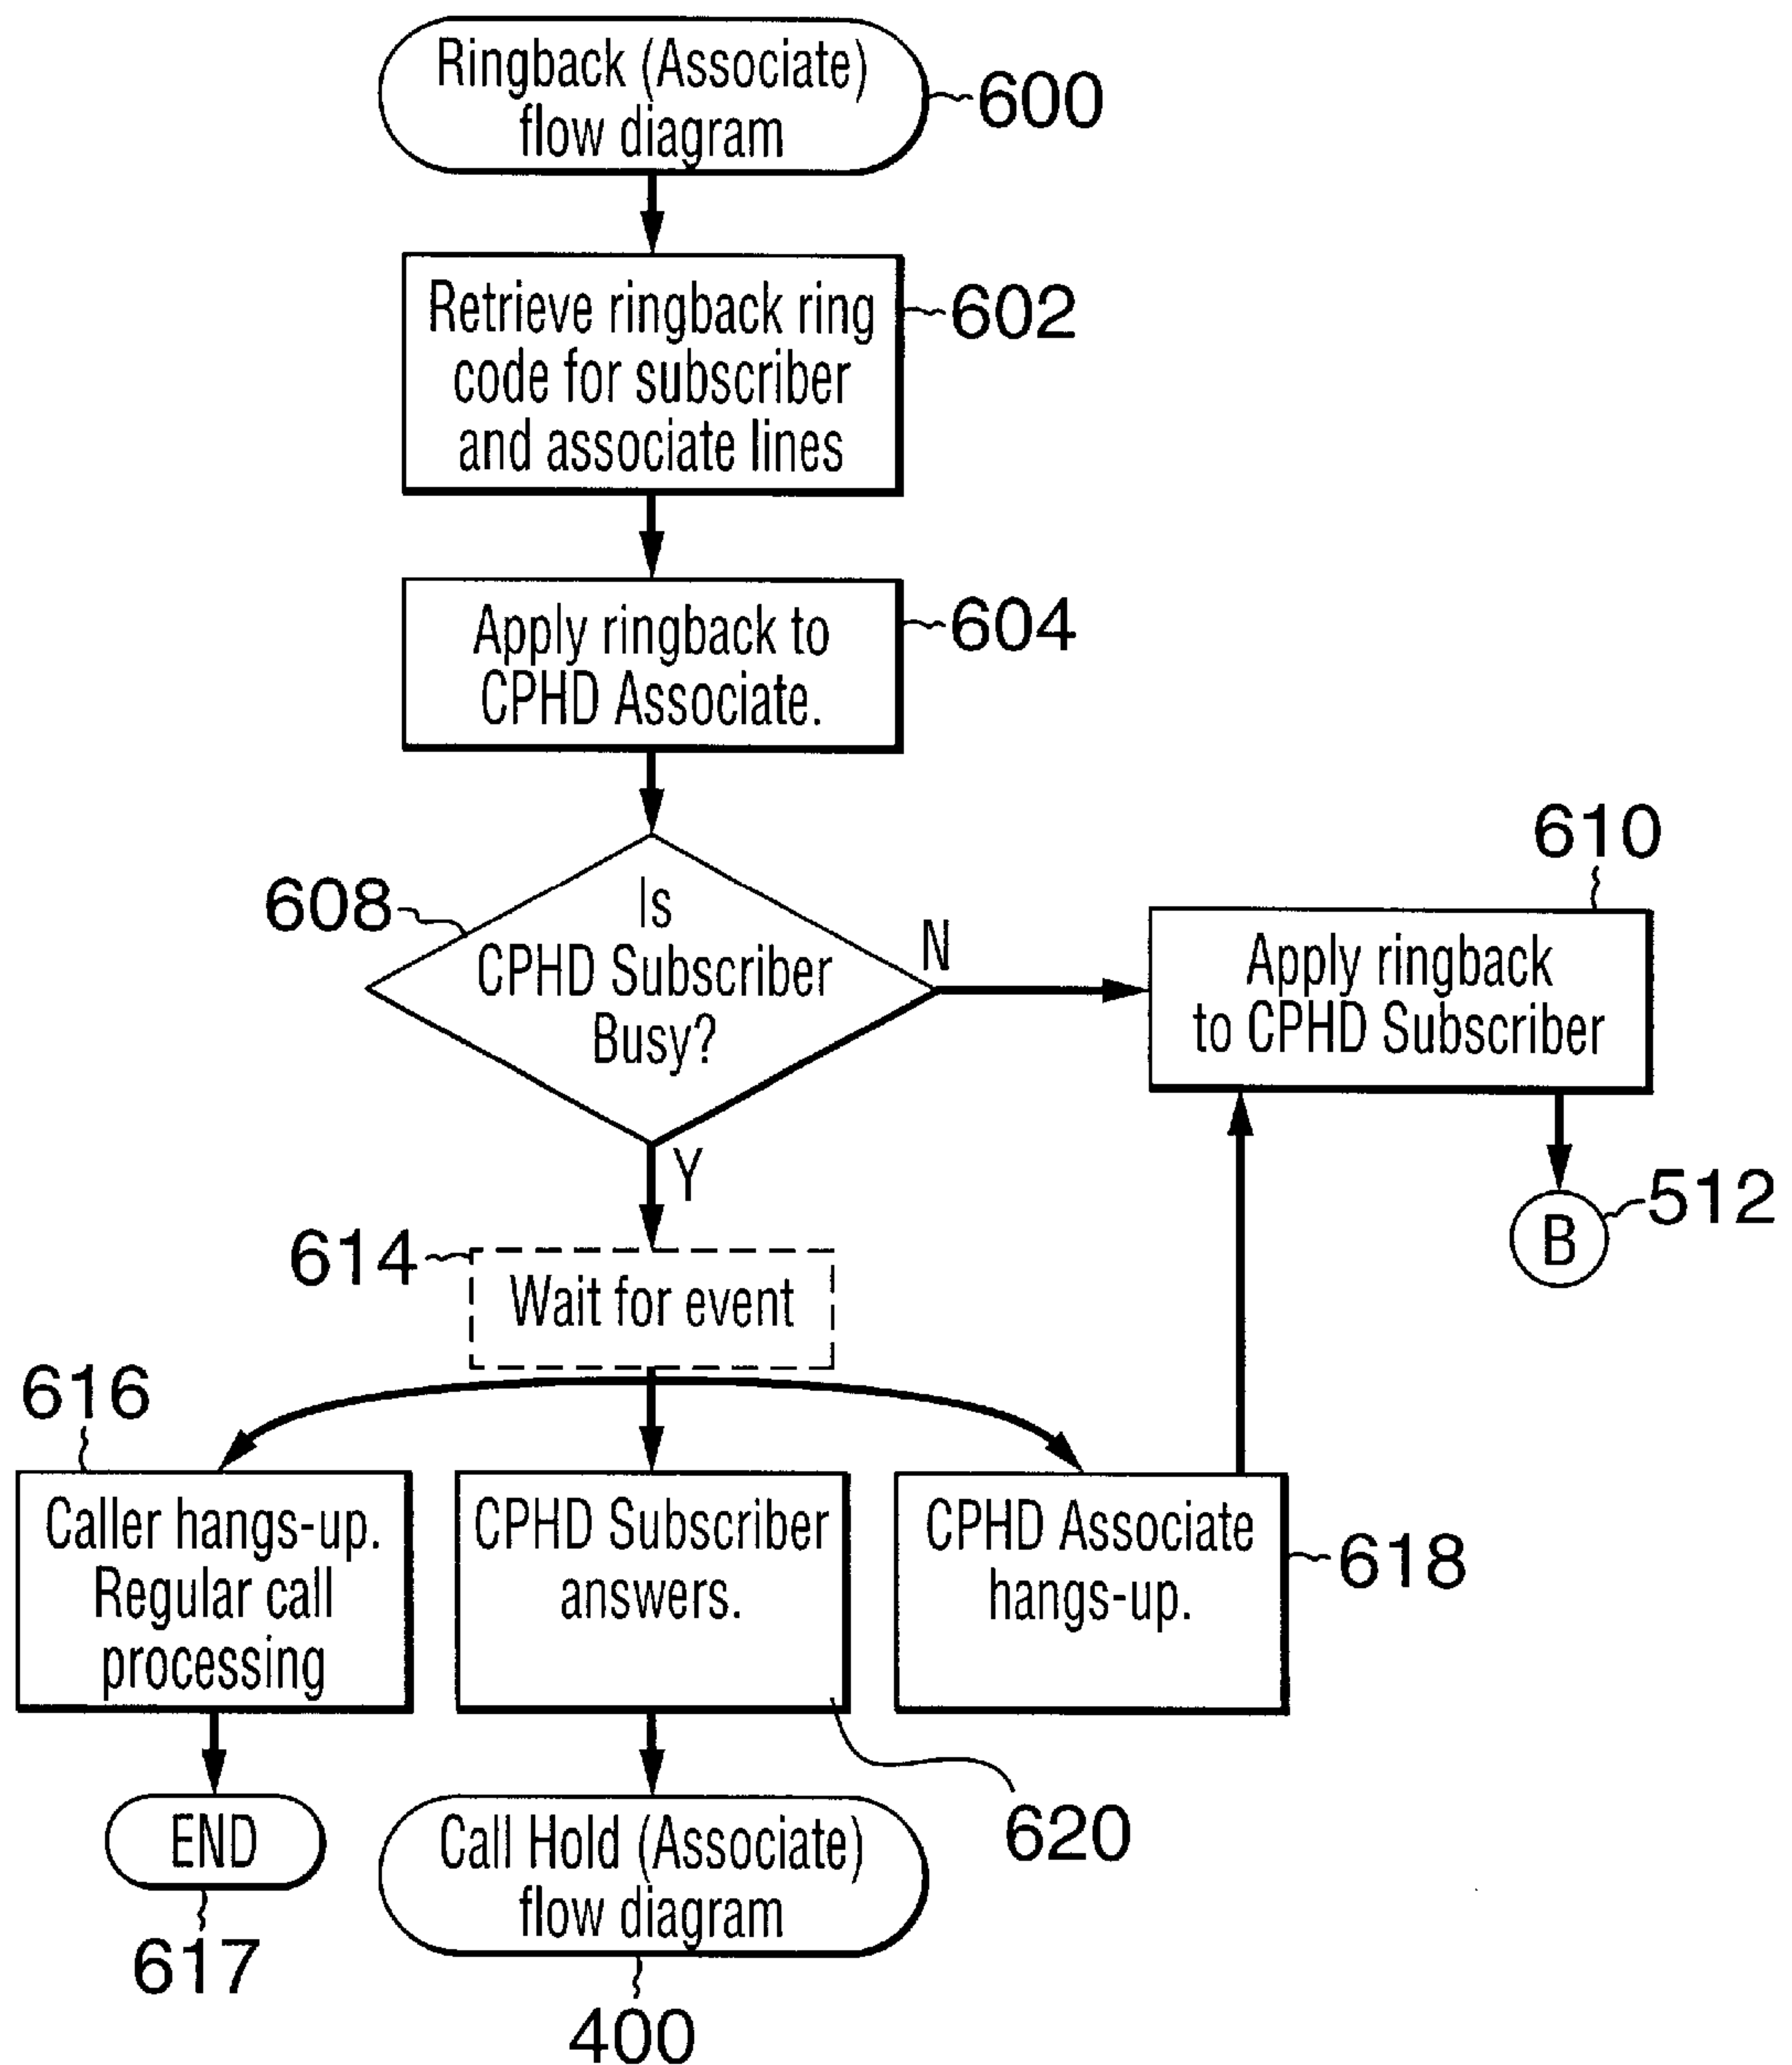 Ringback (Associate)
flow diagram
600
Retrieve ringback ring
code for subscriber
and associate lines
602
Apply ringback to
CPHD Associate.
604
608
Is
CPHD Subscriber
Busy?
N
Y
610
Apply ringback
to CPHD Subscriber
B
512
614
Wait for event
616
Caller hangs-up.
Regular call
processing
CPHD Subscriber
answers.
CPHD Associate
hangs-up.
618
620
END
617
Call Hold (Associate)
flow diagram
400